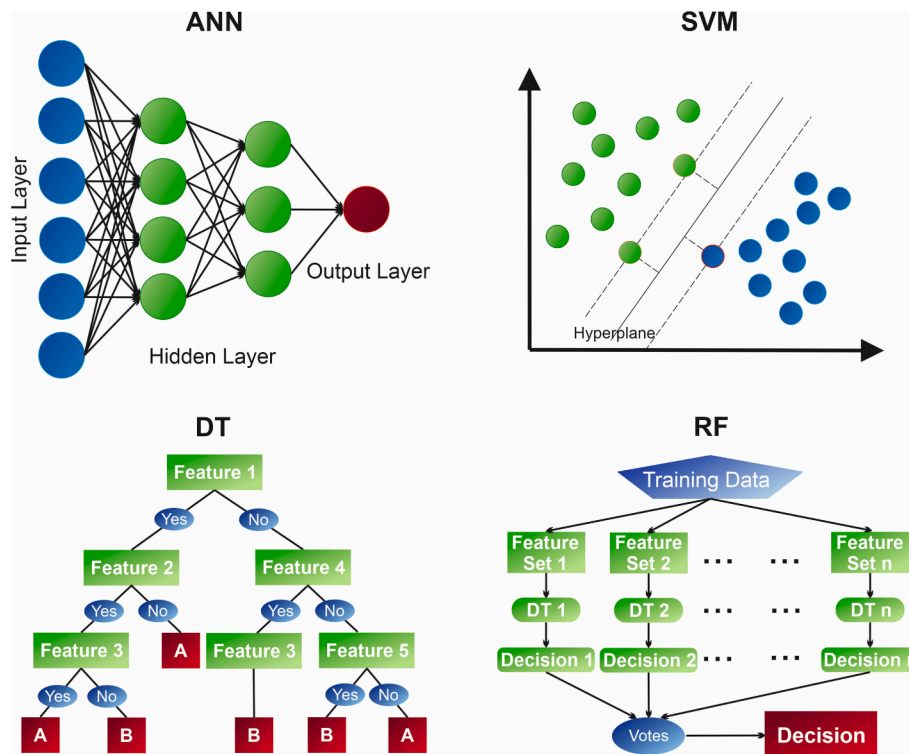 ANN
Input Layer
Hidden Layer
Output Layer
SVM
Hyperplane
DT
Feature 1
Yes
No
Feature 2
Feature 4
Yes
No
Yes
No
Feature 3
A
Feature 3
Feature 5
Yes
No
Yes
No
A
B
B
B
A
RF
Training Data
Feature
Set 1
Feature
Set 2
... ...
Feature
Set n
DT 1
DT 2
... ...
DT n
Decision 1
Decision 2
... ...
Decision n
Votes
Decision